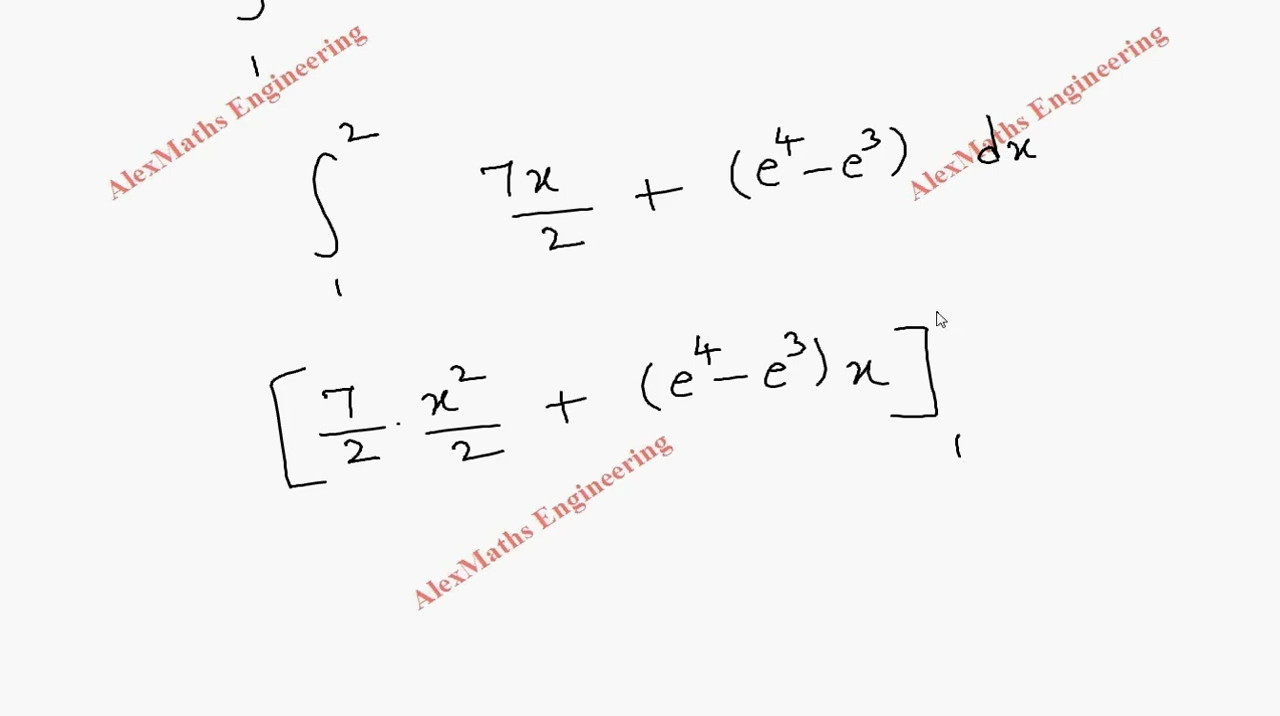 ∫
1
AlexMaths Engineering
AlexMaths Engineering
∫₁² 7x/2 + (e⁴ – e³) dx
[7/2 · x²/2 + (e⁴ – e³) x]₁
AlexMaths Engineering